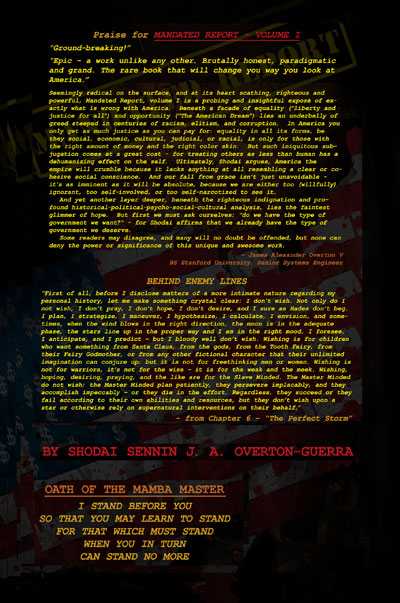 Praise for MANDATED REPORT - VOLUME I
"Ground-breaking!"
"Epic - a work unlike any other. Brutally honest, paradigmatic
and grand. The rare book that will change you way you look at
America."
Seemingly radical on the surface, and at its heart scathing, righteous and
powerful, Mandated Report, volume I is a probing and insightful expose of ex-
actly what is wrong with America. Beneath a facade of equality ("liberty and
justice for all") and opportunity ("The American Dream") lies an underbelly of
greed steeped in centuries of racism, elitism, and corruption. In America you
only get as much justice as you can pay for: equality in all its forms, be
they social, economic, cultural, judicial, or racial, is only for those with
the right amount of money and the right color skin. But such iniquitous sub-
jugation comes at a great cost - for treating others as less than human has a
dehumanizing effect on the self. Ultimately, Shodai argues, America the
empire will crumble because it lacks anything at all resembling a clear or co-
hesive social conscience. And our fall from grace isn't just unavoidable -
it's as imminent as it will be absolute, because we are either too (willfully)
ignorant, too self-involved, or too self-narcotized to see it.
And yet another layer deeper, beneath the righteous indignation and pro-
found historical-political-psycho-social-cultural analysis, lies the faintest
glimmer of hope. But first we must ask ourselves: "do we have the type of
government we want?" - for Shodai affirms that we already have the type of
government we deserve.
Some readers may disagree, and many will no doubt be offended, but none can
deny the power or significance of this unique and awesome work.
- James Alexander Overton V
BS Stanford University, Senior Systems Engineer
BEHIND ENEMY LINES
"First of all, before I disclose matters of a more intimate nature regarding my
personal history, let me make something crystal clear: I don't wish. Not only do I
not wish, I don't pray, I don't hope, I don't desire, and I sure as Hades don't beg.
I plan, I strategize, I maneuver, I hypothesize, I calculate, I envision, and some-
times, when the wind blows in the right direction, the moon is in the adequate
phase, the stars line up in the proper way and I am in the right mood, I foresee,
I anticipate, and I predict - but I bloody well don't wish. Wishing is for children
who want something from Santa Claus, from the gods, from the Tooth Fairy, from
their Fairy Godmother, or from any other fictional character that their unlimited
imagination can conjure up; but it is not for freethinking men or women. Wishing is
not for warriors, it's not for the wise - it is for the weak and the meek. Wishing,
hoping, desiring, praying, and the like are for the Slave Minded. The Master Minded
do not wish: the Master Minded plan patiently, they persevere implacably, and they
accomplish impeccably - or they die in the effort. Regardless, they succeed or they
fail according to their own abilities and resources, but they don't wish upon a
star or otherwise rely on supernatural interventions on their behalf."
- from Chapter 6 - "The Perfect Storm"
BY SHODAI SENNIN J. A. OVERTON-GUERRA
OATH OF THE MAMBA MASTER
I STAND BEFORE YOU
SO THAT YOU MAY LEARN TO STAND
FOR THAT WHICH MUST STAND
WHEN YOU IN TURN
CAN STAND NO MORE